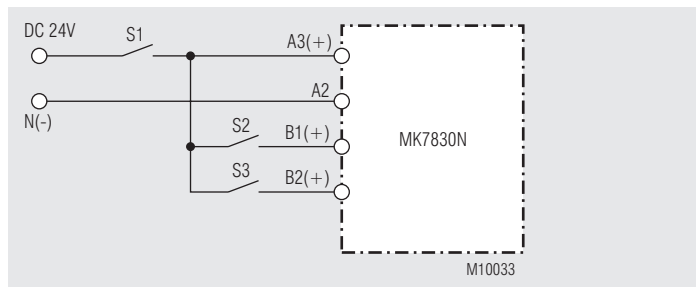 DC 24V
S1
A3(+)
A2
N(-)
S2
B1(+)
MK7830N
S3
B2(+)
M10033